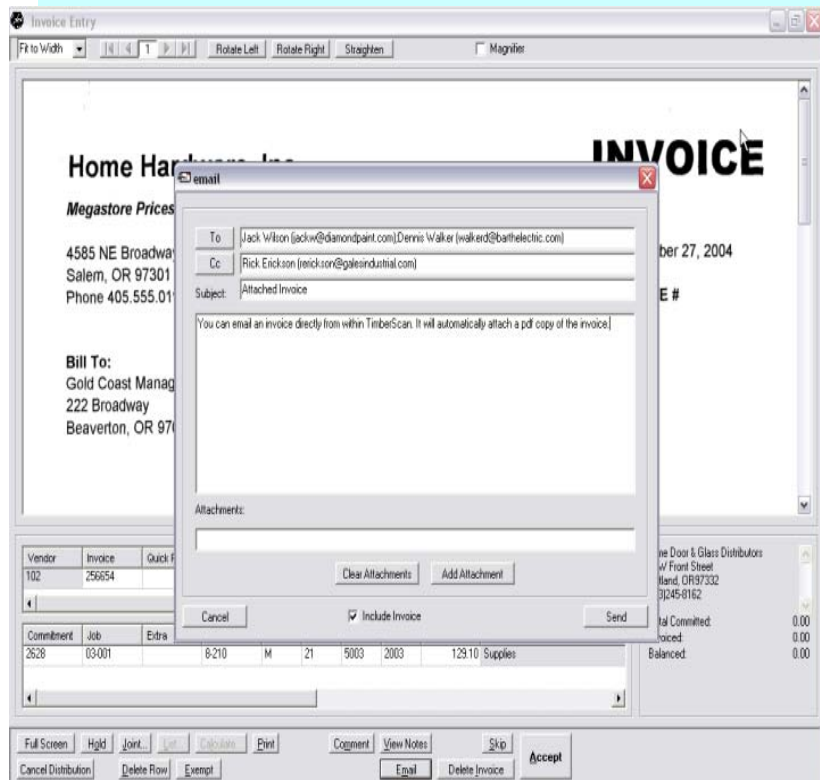 Invoice Entry
Fit to Width 1 Rotate Left Rotate Right Straighten Magnifier
INVOICE
email
Megastore Prices
To Jack Wilson (jackw@diamondpaint.com);Dennis Walker (walkerd@barthelectric.com)
4585 NE Broadway
ber 27, 2004
Cc Rick Erickson (rerickson@galesindustrial.com)
Salem, OR 97301
Subject: Attached Invoice
Phone 405.555.01
E #
You can email an invoice directly from within TimberScan. It will automatically attach a pdf copy of the invoice.
Bill To:
Gold Coast Manag
222 Broadway
Beaverton, OR 970
Attachments:
Clear Attachments Add Attachment
Cancel Include Invoice Send
Vendor Invoice Quick
102 256654
me Door & Glass Distributors
W Front Street
tland, OR97332
3)245-8162
tal Committed: 0.00
voiced: 0.00
Balanced: 0.00
Commitment Job Extra
2628 03-001 8-210 M 21 5003 2003 129.10 Supplies
Full Screen Hold Joint... List Calculate Print Comment View Notes Skip Accept
Cancel Distribution Delete Row Exempt Email Delete Invoice